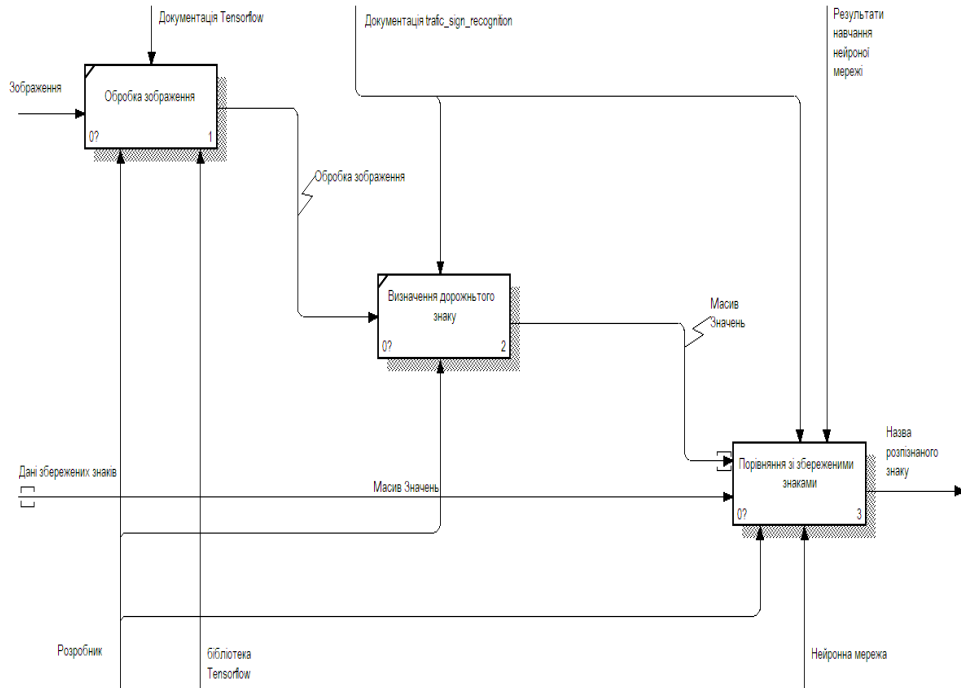 Документація Tensorflow
Документація trafic_sign_recognition
Результати
навчання
нейроної
мережі
Зображення
Обробка зображення
0?
1
Обробка зображення
Визначення дорожньтого
знаку
0?
2
Масив
Значень
Назва
розпізнаного
знаку
Дані збережених знаків
Масив Значень
Порівняння зі збереженими
знаками
0?
3
Розробник
бібліотека
Tensorflow
Нейронна мережа